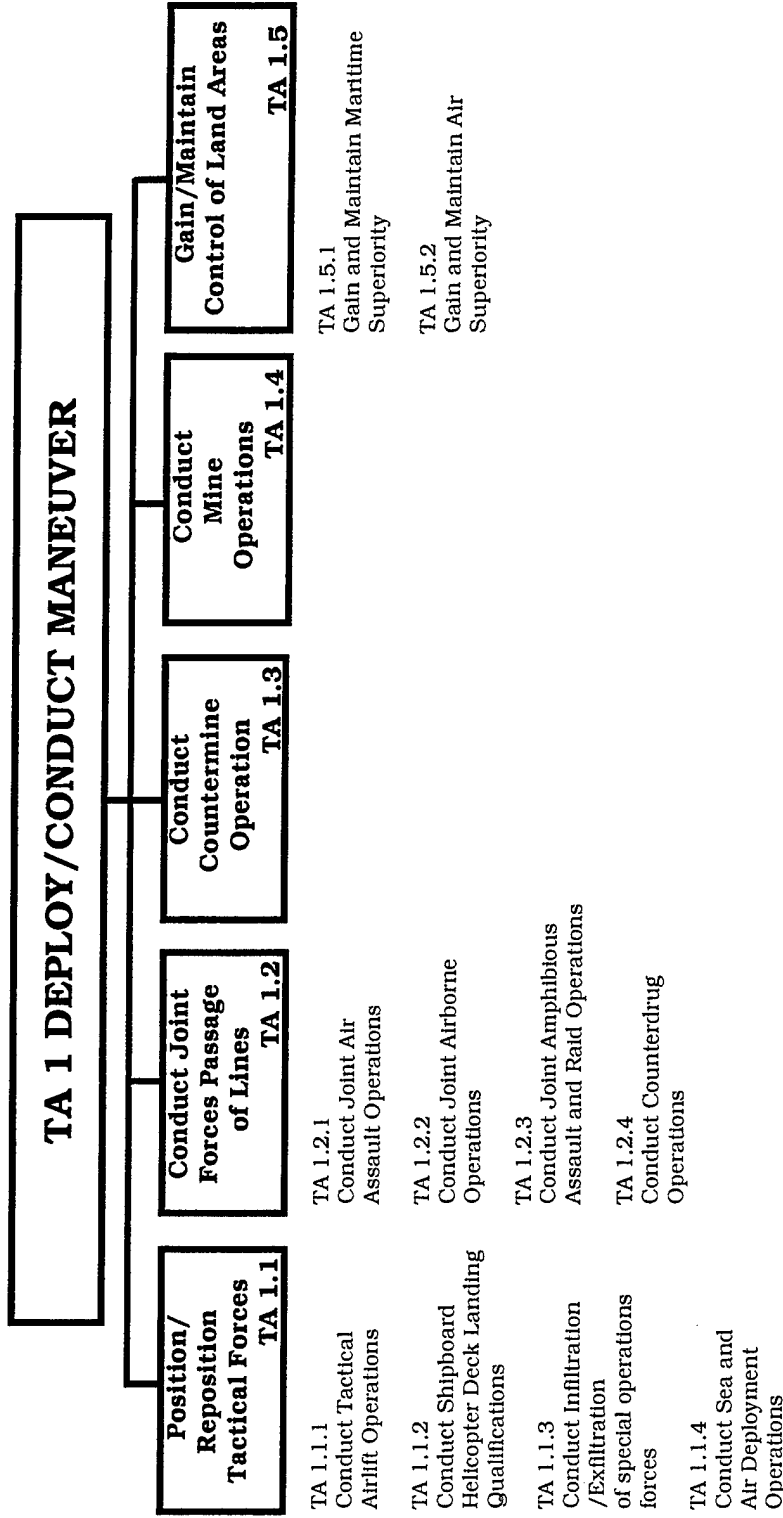 TA 1 DEPLOY/CONDUCT MANEUVER
Position/
Reposition
Tactical Forces
TA 1.1
TA 1.1.1
Conduct Tactical
Airlift Operations
TA 1.1.2
Conduct Shipboard
Helicopter Deck Landing
Qualifications
TA 1.1.3
Conduct Infiltration
/Exfiltration
of special operations
forces
TA 1.1.4
Conduct Sea and
Air Deployment
Operations
Conduct Joint
Forces Passage
of Lines
TA 1.2
TA 1.2.1
Conduct Joint Air
Assault Operations
TA 1.2.2
Conduct Joint Airborne
Operations
TA 1.2.3
Conduct Joint Amphibious
Assault and Raid Operations
TA 1.2.4
Conduct Counterdrug
Operations
Conduct
Countermine
Operation
TA 1.3
Conduct
Mine
Operations
TA 1.4
Gain/Maintain
Control of Land Areas
TA 1.5
TA 1.5.1
Gain and Maintain Maritime
Superiority
TA 1.5.2
Gain and Maintain Air
Superiority